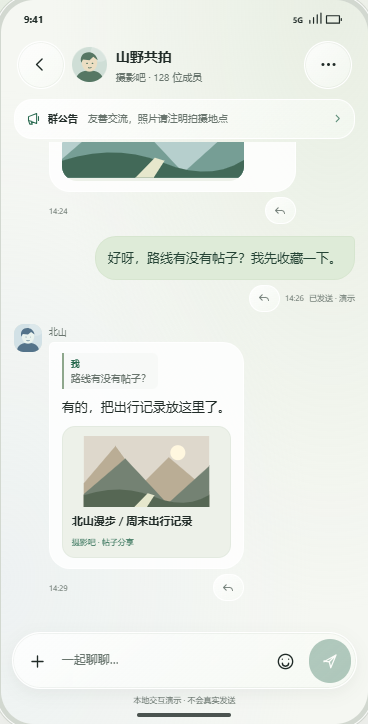 9:41
5G
山野共拍
摄影吧 · 128 位成员
群公告 友善交流，照片请注明拍摄地点
14:24
好呀，路线有没有帖子？我先收藏一下。
14:26 已发送 · 演示
北山
我
路线有没有帖子？
有的，把出行记录放这里了。
北山漫步 / 周末出行记录
摄影吧 · 帖子分享
14:29
一起聊聊...
本地交互演示 · 不会真实发送